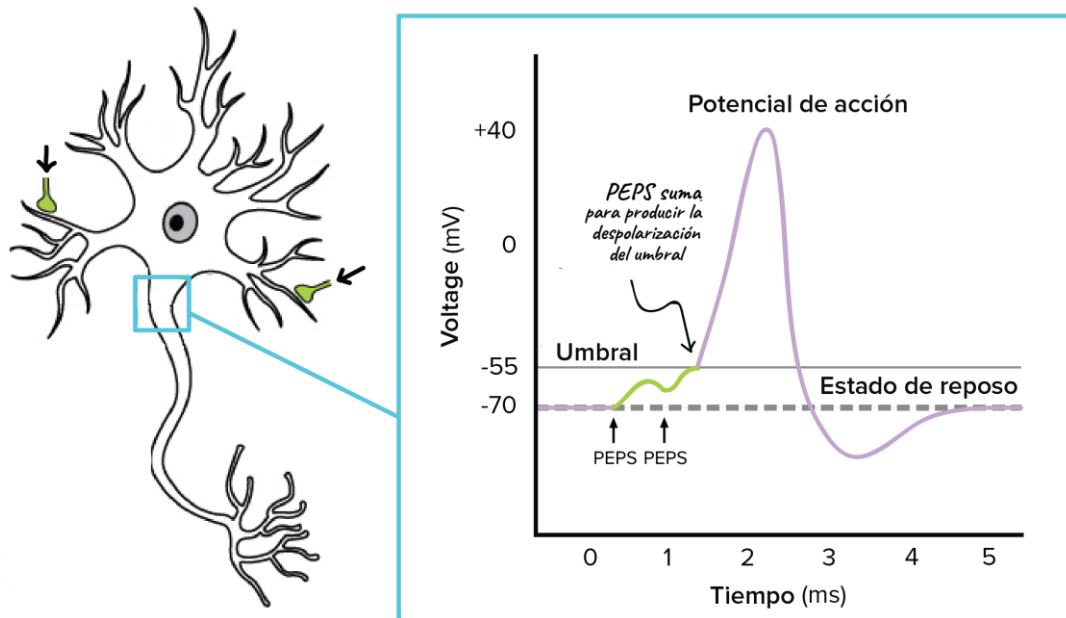 Potencial de acción
+40
PEPS suma
para producir la
despolarización
del umbral
0
Voltage (mV)
Umbral
-55
Estado de reposo
-70
PEPS PEPS
0 1 2 3 4 5
Tiempo (ms)